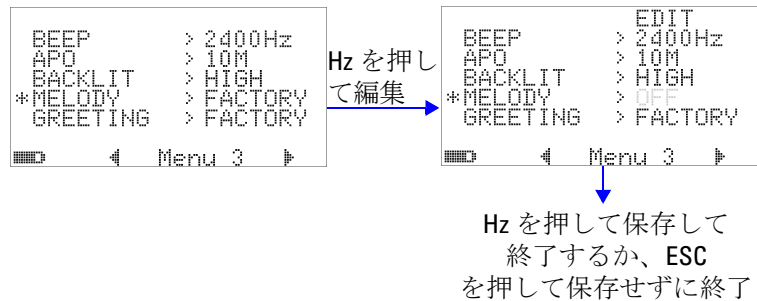 BEEP > 2400Hz
APO > 10M
BACKLIT > HIGH
*MELODY > FACTORY
GREETING > FACTORY
Menu 3
Hz を押し
て編集
EDIT
BEEP > 2400Hz
APO > 10M
BACKLIT > HIGH
*MELODY > OFF
GREETING > FACTORY
Menu 3
Hz を押して保存して
終了するか、ESC
を押して保存せずに終了